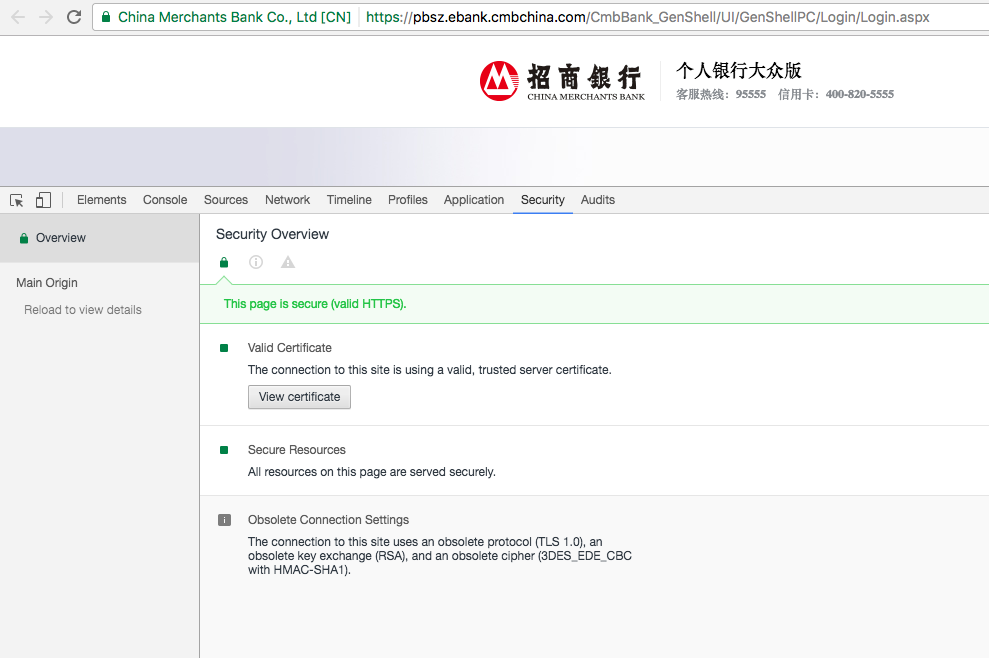 China Merchants Bank Co., Ltd [CN] https://pbsz.ebank.cmbchina.com/CmbBank_GenShell/UI/GenShellPC/Login/Login.aspx
招商银行
CHINA MERCHANTS BANK
个人银行大众版
客服热线：95555 信用卡：400-820-5555
Elements Console Sources Network Timeline Profiles Application Security Audits
Overview
Main Origin
Reload to view details
Security Overview
This page is secure (valid HTTPS).
Valid Certificate
The connection to this site is using a valid, trusted server certificate.
View certificate
Secure Resources
All resources on this page are served securely.
Obsolete Connection Settings
The connection to this site uses an obsolete protocol (TLS 1.0), an
obsolete key exchange (RSA), and an obsolete cipher (3DES_EDE_CBC
with HMAC-SHA1).